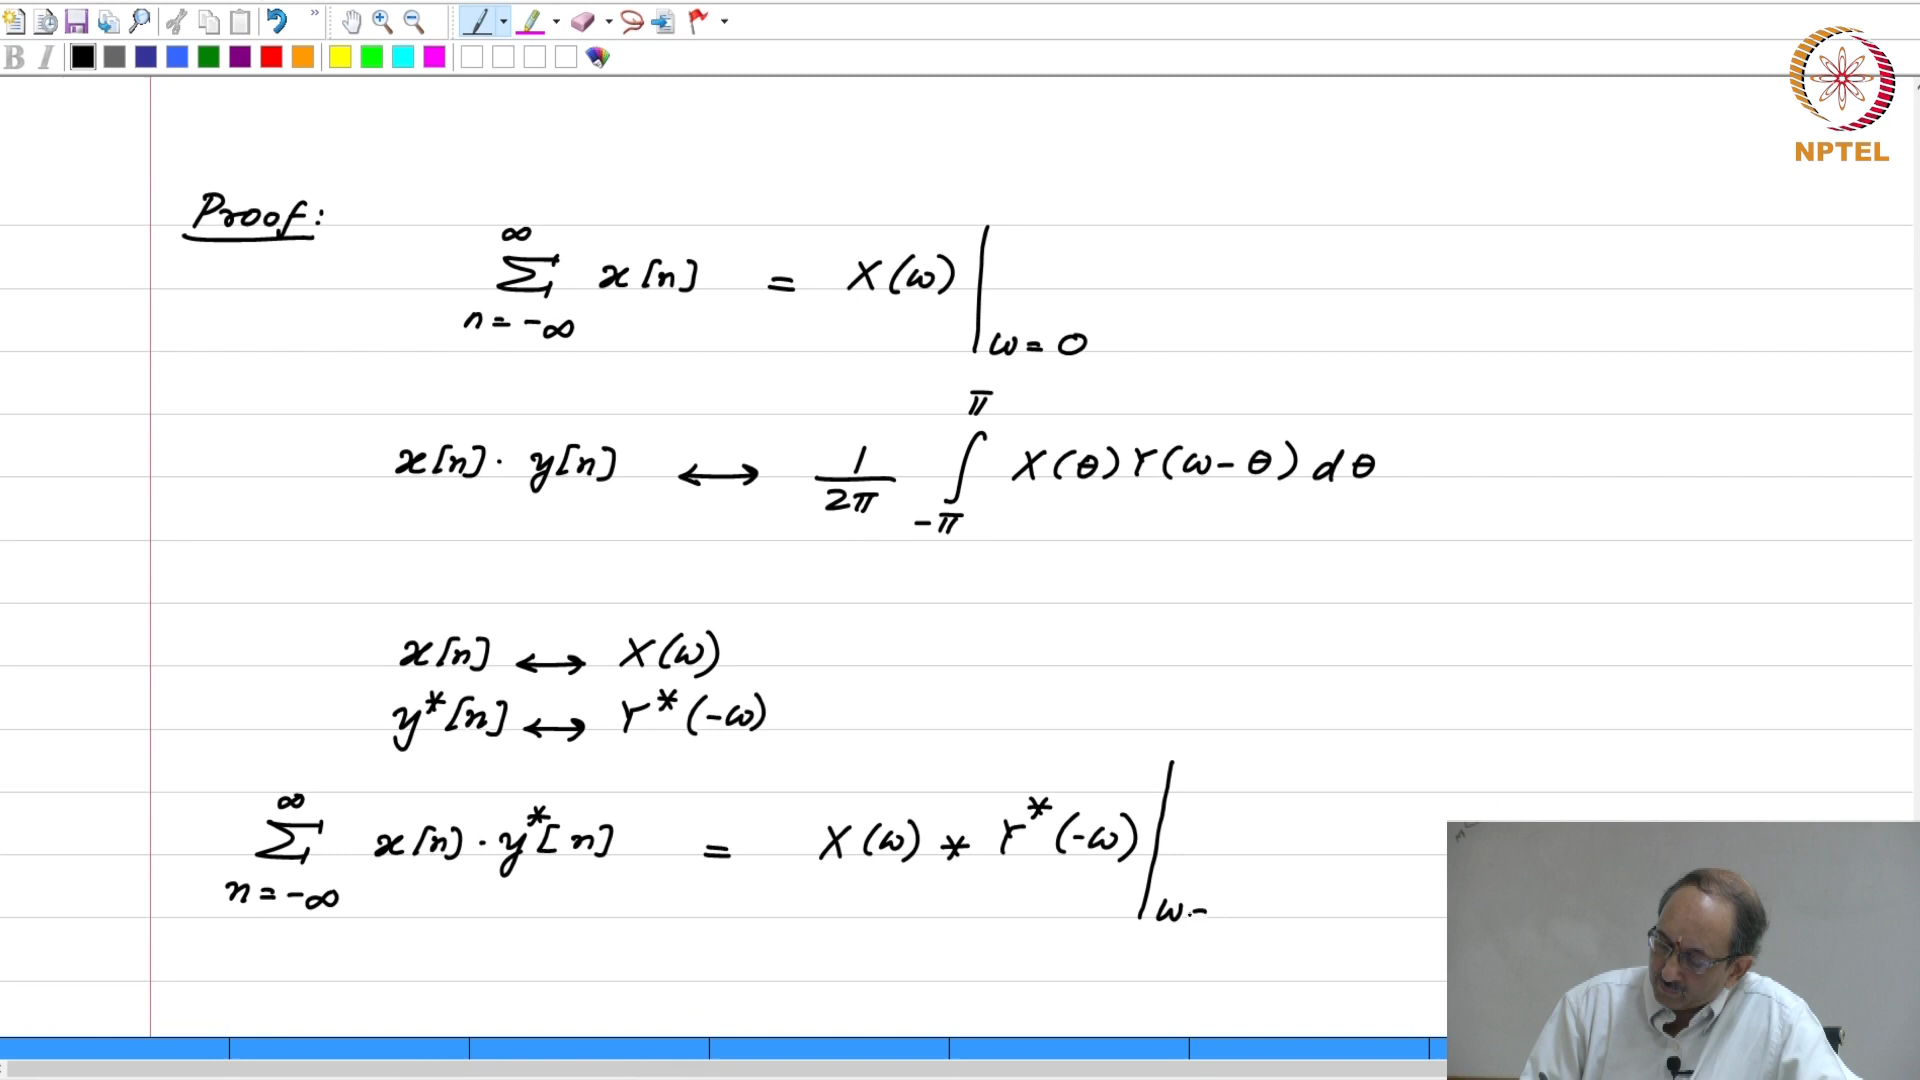 NPTEL
Proof:
∞
∑ x[n] = X(ω) |
n = -∞ ω = 0
π
x[n] · y[n] ↔ 1/2π ∫ X(θ) Y(ω - θ) dθ
-π
x[n] ↔ X(ω)
y*[n] ↔ Y*(-ω)
∞
∑ x[n] · y*[n] = X(ω) * Y*(-ω) |
n = -∞ ω -